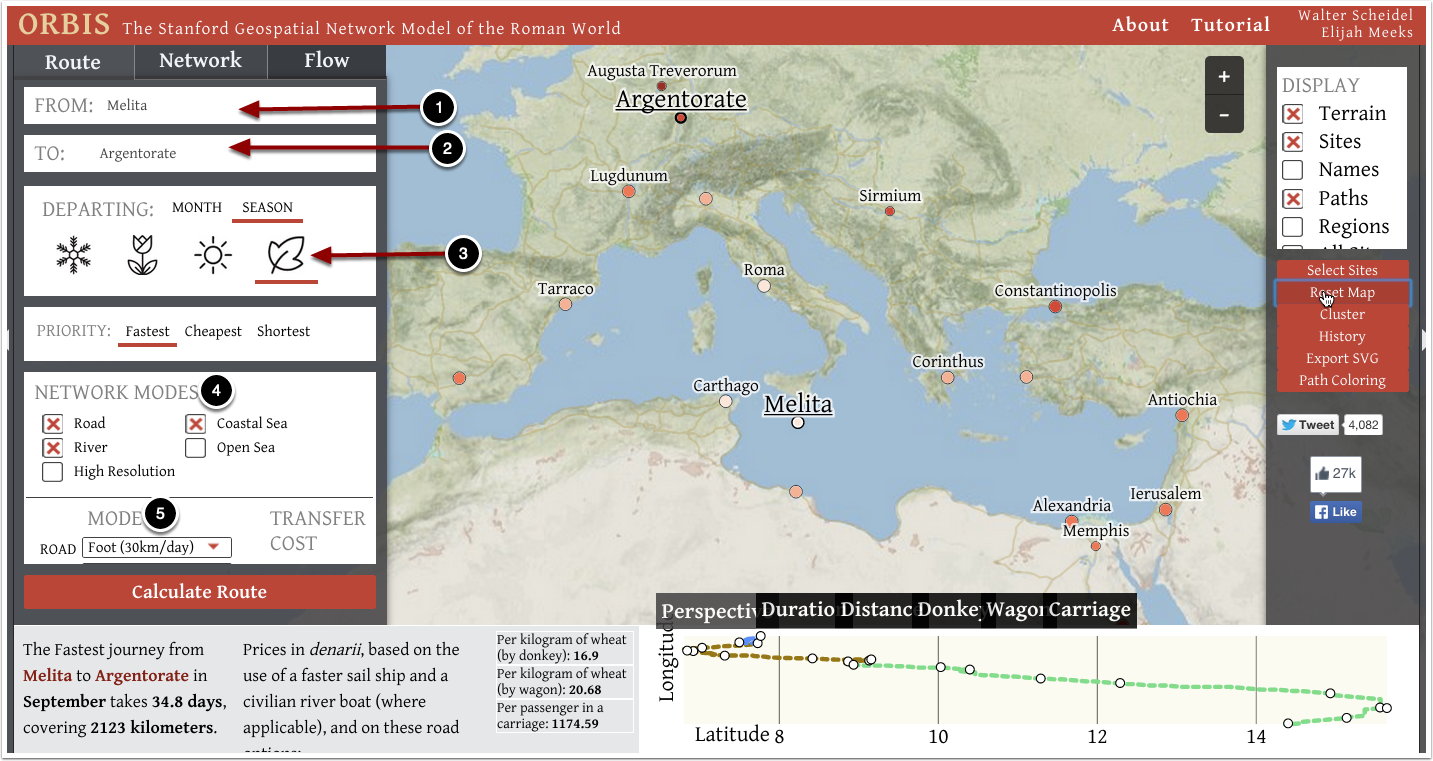 ORBIS The Stanford Geospatial Network Model of the Roman World
About Tutorial
Walter Scheidel
Elijah Meeks
Route Network Flow
FROM: Melita
1
TO: Argentorate
2
DEPARTING: MONTH SEASON
3
PRIORITY: Fastest Cheapest Shortest
NETWORK MODES 4
Road Coastal Sea
River Open Sea
High Resolution
MODE 5 TRANSFER
COST
ROAD Foot (30km/day)
Calculate Route
Augusta Treverorum
Argentorate
Lugdunum
Sirmium
Roma
Tarraco
Constantinopolis
Corinthus
Carthago
Melita
Antiochia
Alexandria
Ierusalem
Memphis
+
-
DISPLAY
Terrain
Sites
Names
Paths
Regions
Select Sites
Reset Map
Cluster
History
Export SVG
Path Coloring
Tweet 4,082
27k
Like
The Fastest journey from
Melita to Argentorate in
September takes 34.8 days,
covering 2123 kilometers.
Prices in denarii, based on the
use of a faster sail ship and a
civilian river boat (where
applicable), and on these road
Per kilogram of wheat
(by donkey): 16.9
Per kilogram of wheat
(by wagon): 20.68
Per passenger in a
carriage: 1174.59
Perspectiv Duratio Distanc Donkey Wagon Carriage
Longitud
Latitude 8 10 12 14